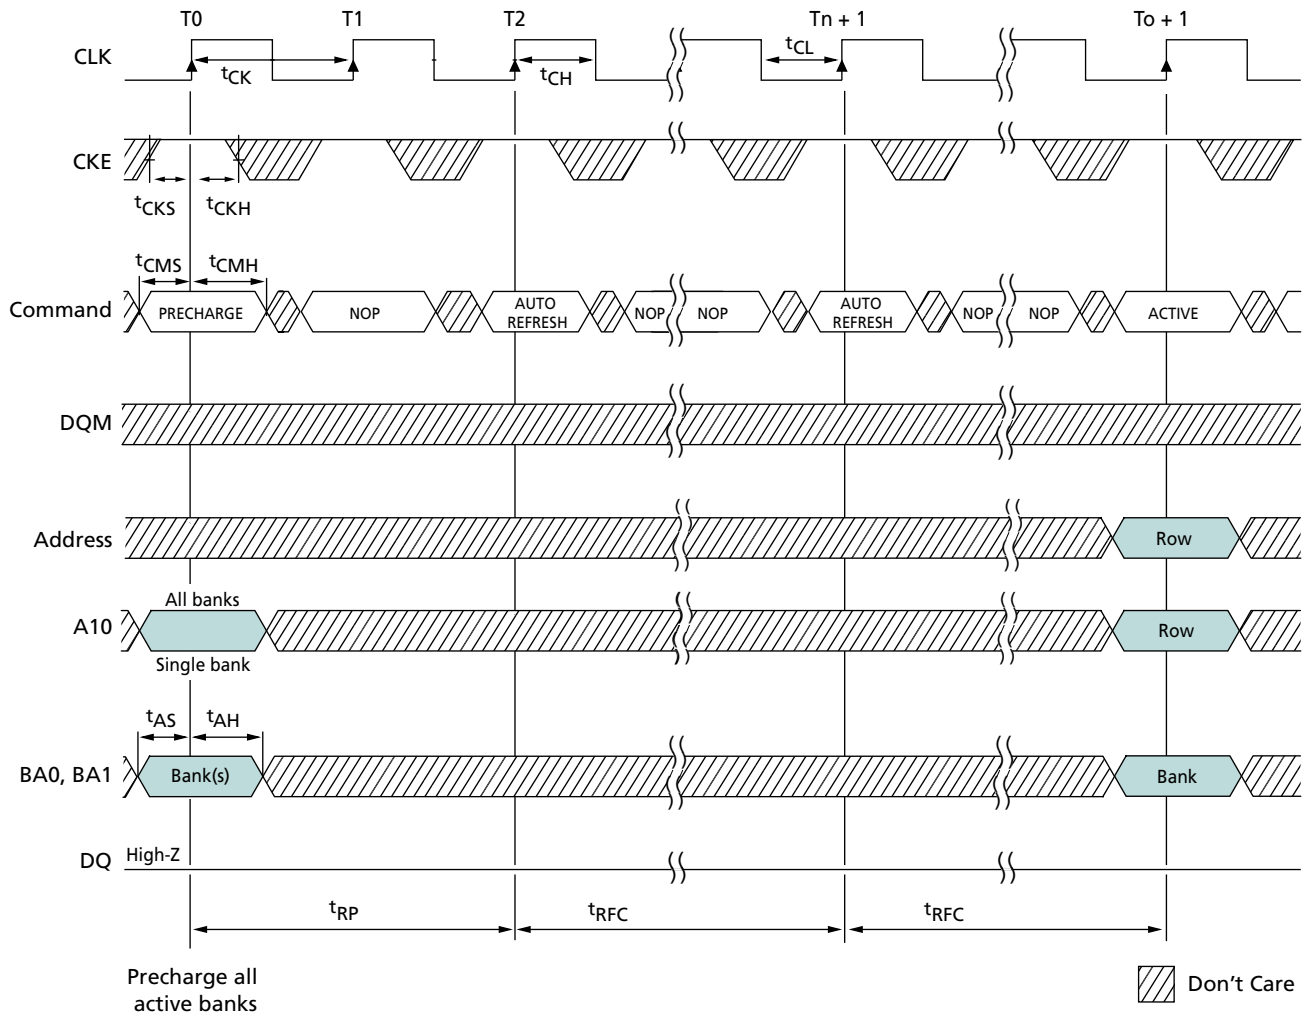 T0 T1 T2 Tn + 1 To + 1
CLK
tCK tCH tCL
CKE
tCKS tCKH
tCMS tCMH
Command PRECHARGE NOP AUTO REFRESH NOP NOP AUTO REFRESH NOP NOP ACTIVE
DQM
Address Row
All banks
A10 Row
Single bank
tAS tAH
BA0, BA1 Bank(s) Bank
DQ High-Z
tRP tRFC tRFC
Precharge all
active banks
Don't Care